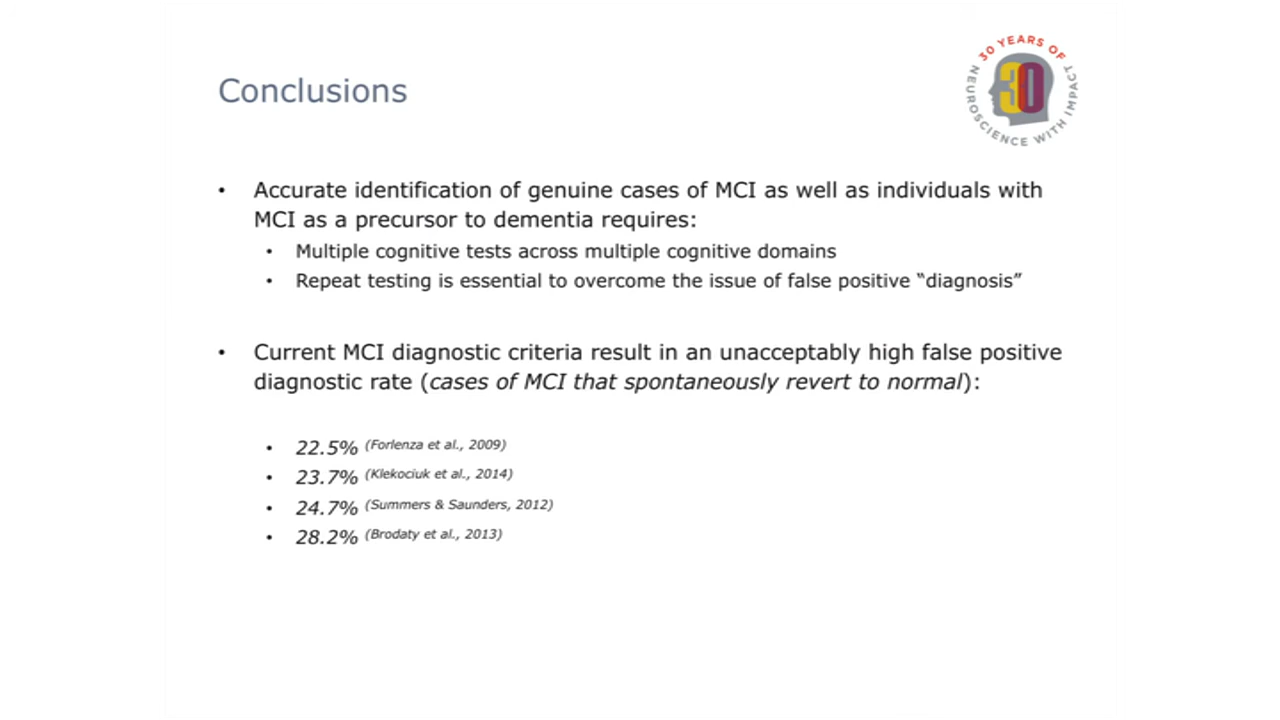 Conclusions
30 YEARS OF
NEUROSCIENCE WITH IMPACT
30
• Accurate identification of genuine cases of MCI as well as individuals with
MCI as a precursor to dementia requires:
• Multiple cognitive tests across multiple cognitive domains
• Repeat testing is essential to overcome the issue of false positive “diagnosis”
• Current MCI diagnostic criteria result in an unacceptably high false positive
diagnostic rate (cases of MCI that spontaneously revert to normal):
• 22.5% (Forlenza et al., 2009)
• 23.7% (Klekociuk et al., 2014)
• 24.7% (Summers & Saunders, 2012)
• 28.2% (Brodaty et al., 2013)